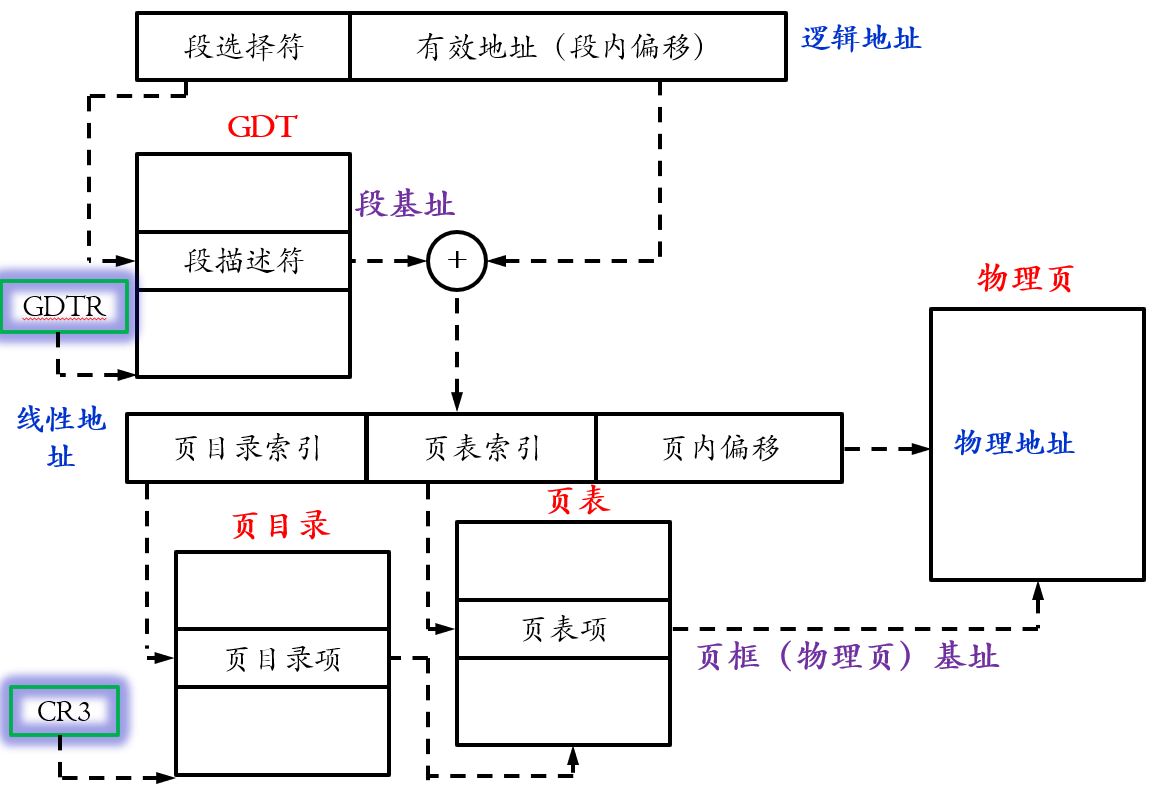 段选择符
有效地址（段内偏移）
逻辑地址
GDT
段基址
段描述符
+
GDTR
物理页
线性地
址
页目录索引
页表索引
页内偏移
物理地址
页目录
页表
页表项
页目录项
页框（物理页）基址
CR3